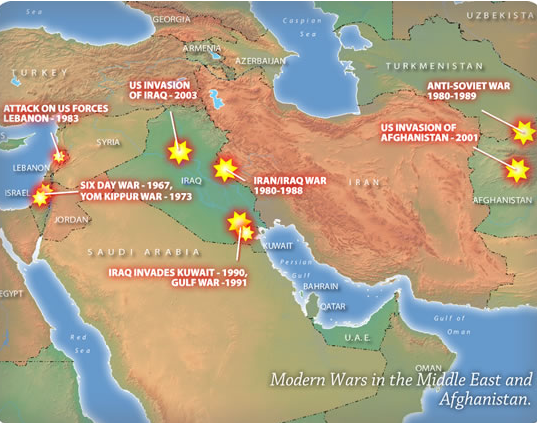 Sea
GEORGIA
Caspian
Sea
UZBEKISTA
ARMENIA
AZERBAIJAN
TURKEY
TURKMENISTAN
US INVASION
OF IRAQ - 2003
ANTI-SOVIET WAR
1980-1989
ATTACK ON US FORCES
LEBANON - 1983
US INVASION OF
AFGHANISTAN - 2001
SYRIA
LEBANON
IRAQ
IRAN/IRAQ WAR
1980-1988
IRAN
ISRAEL
SIX DAY WAR - 1967,
YOM KIPPUR WAR - 1973
AFGHANISTAN
JORDAN
SAUDI ARABIA
KUWAIT
IRAQ INVADES KUWAIT - 1990,
GULF WAR -1991
Persian
Gulf
BAHRAIN
EGYPT
QATAR
Gulf of
Oman
Red
Sea
U.A.E.
OMAN
Modern Wars in the Middle East and
Afghanistan.